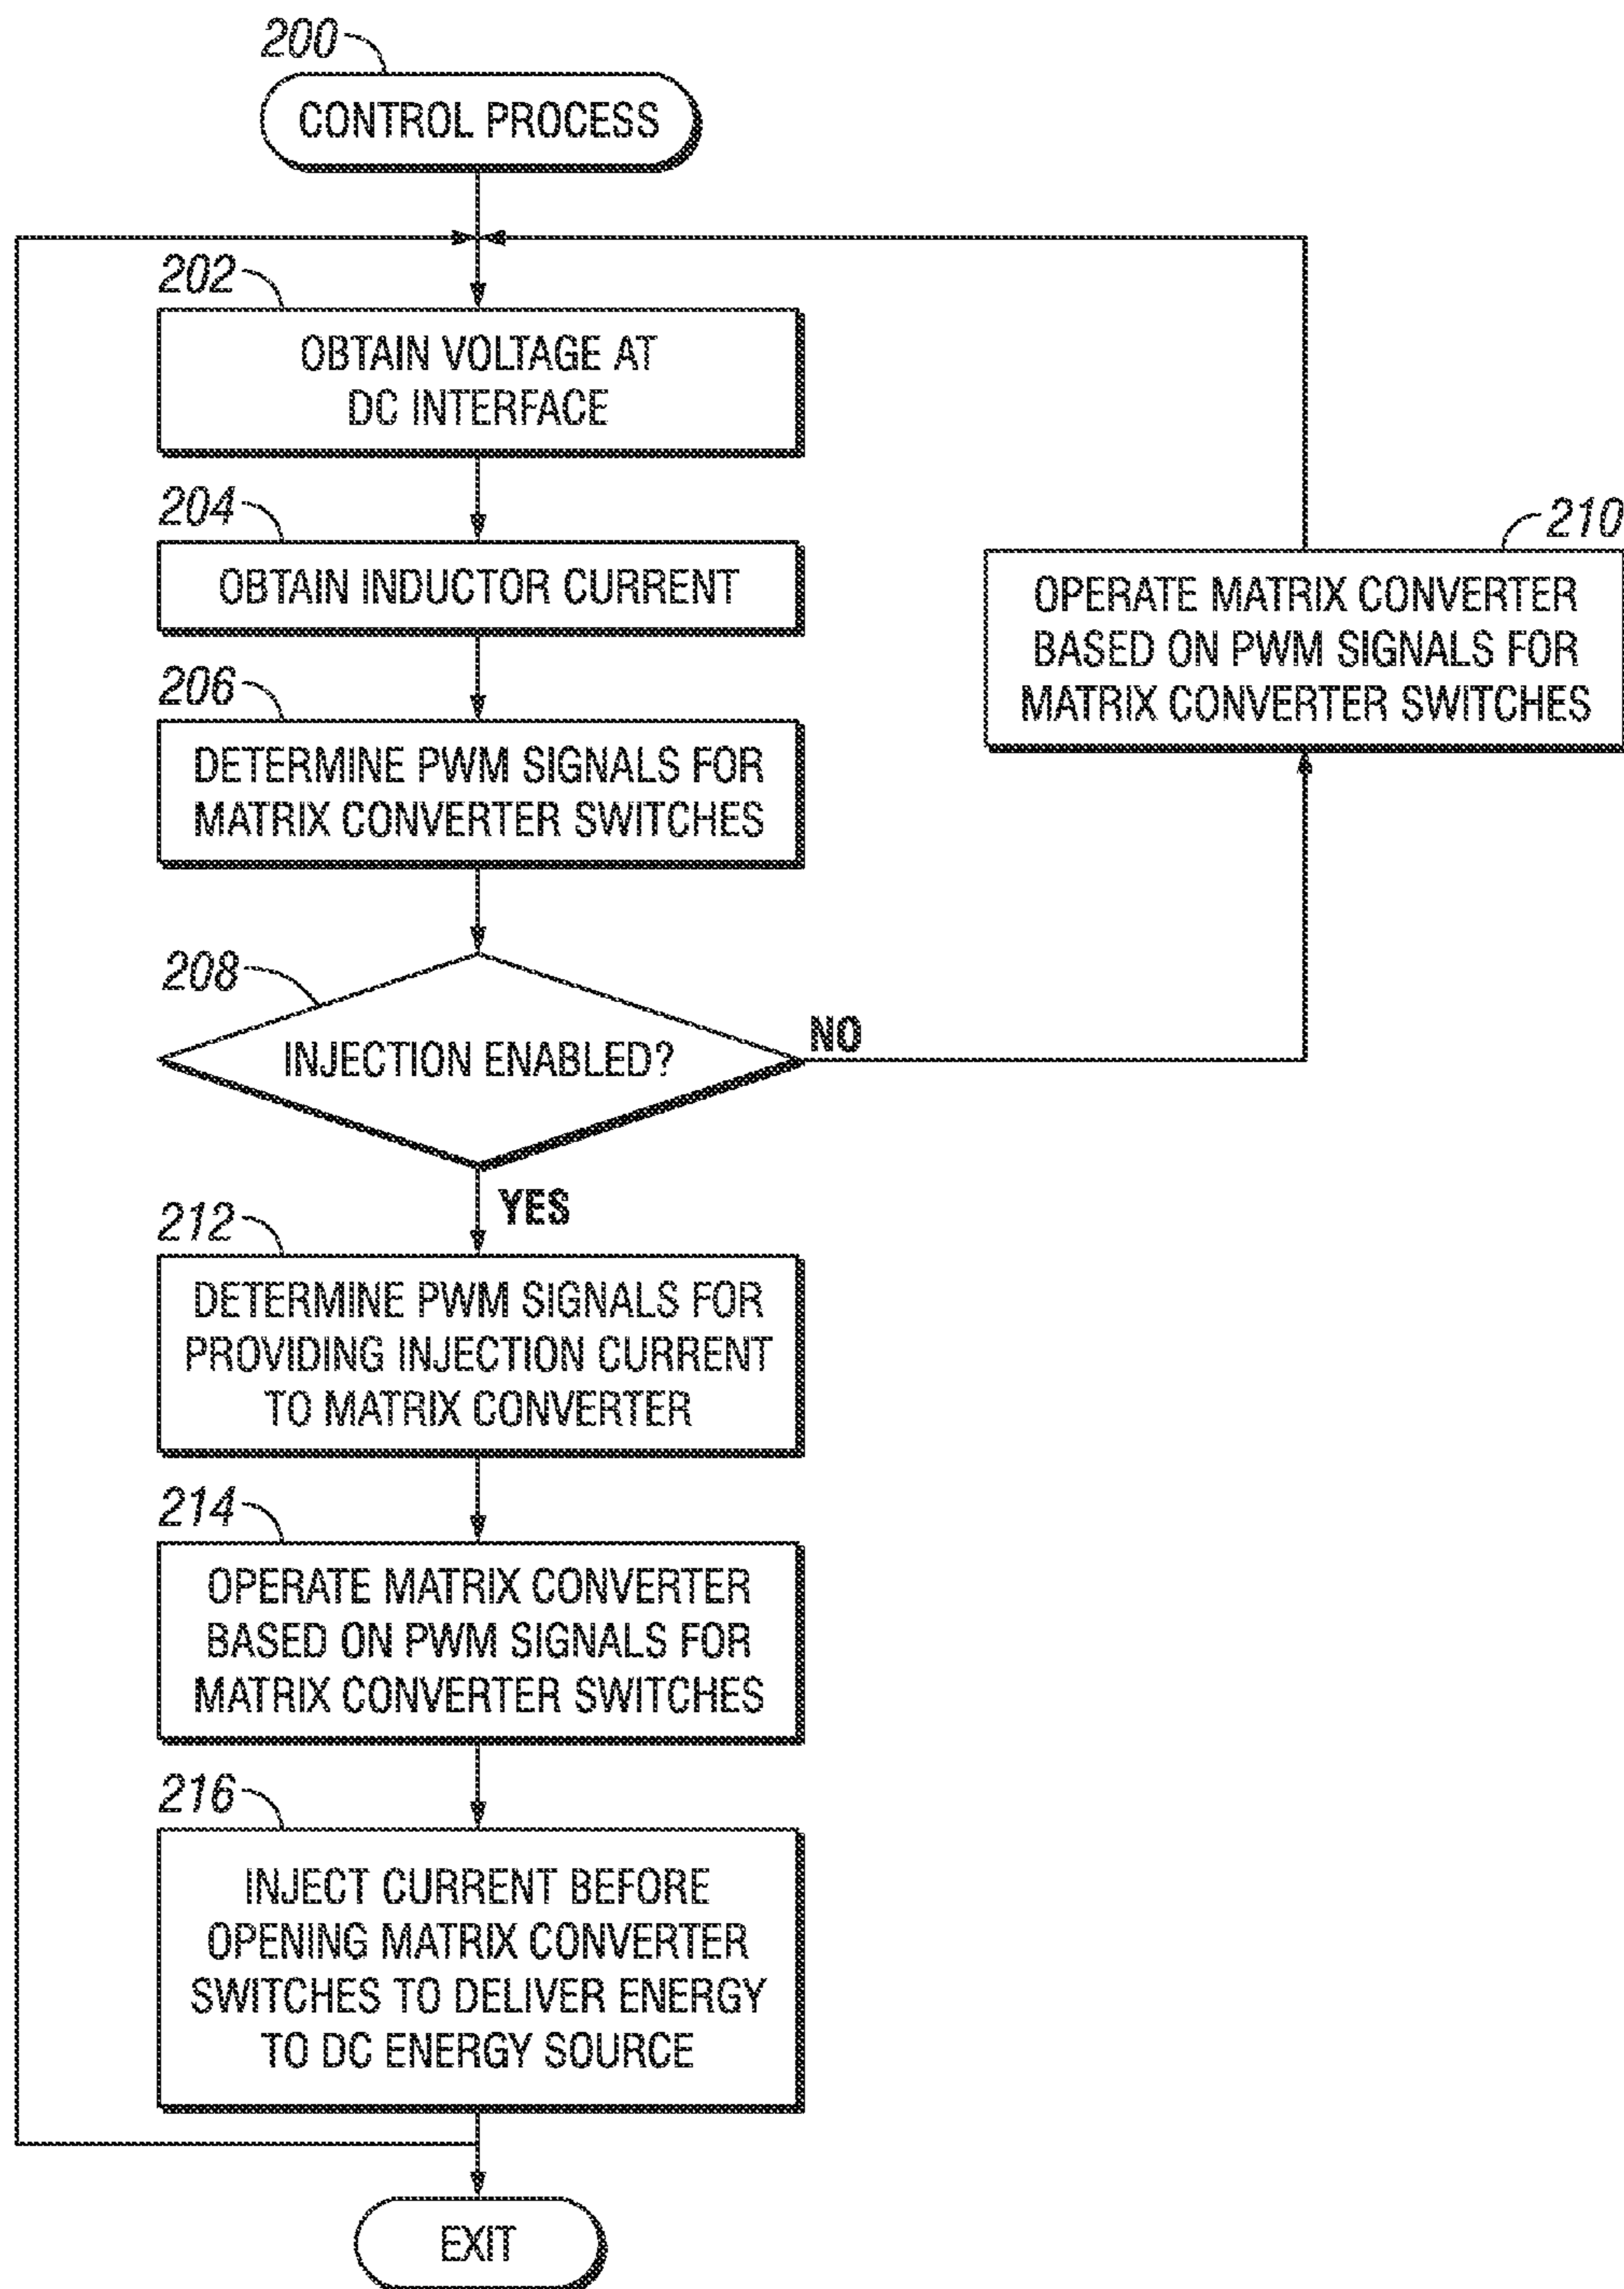 200
CONTROL PROCESS
202
OBTAIN VOLTAGE AT
DC INTERFACE
204
OBTAIN INDUCTOR CURRENT
206
DETERMINE PWM SIGNALS FOR
MATRIX CONVERTER SWITCHES
208
INJECTION ENABLED?
NO
210
OPERATE MATRIX CONVERTER
BASED ON PWM SIGNALS FOR
MATRIX CONVERTER SWITCHES
YES
212
DETERMINE PWM SIGNALS FOR
PROVIDING INJECTION CURRENT
TO MATRIX CONVERTER
214
OPERATE MATRIX CONVERTER
BASED ON PWM SIGNALS FOR
MATRIX CONVERTER SWITCHES
216
INJECT CURRENT BEFORE
OPENING MATRIX CONVERTER
SWITCHES TO DELIVER ENERGY
TO DC ENERGY SOURCE
EXIT